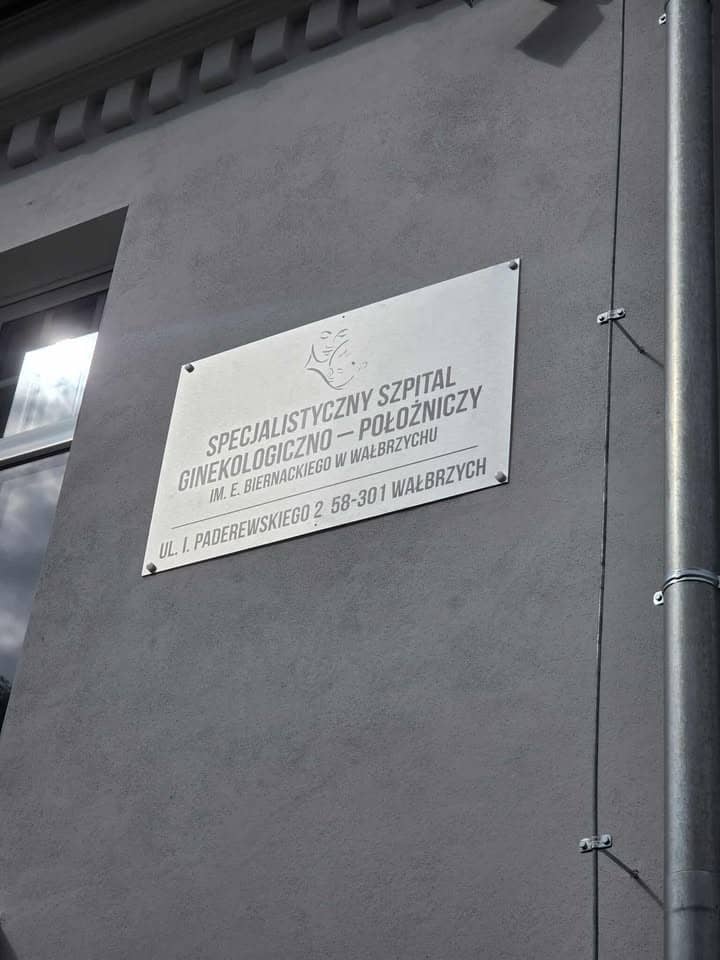 SPECJALISTYCZNY SZPITAL
GINEKOLOGICZNO – POŁOŻNICZY
IM. E. BIERNACKIEGO W WAŁBRZYCHU
UL. I. PADEREWSKIEGO 2 58-301 WAŁBRZYCH